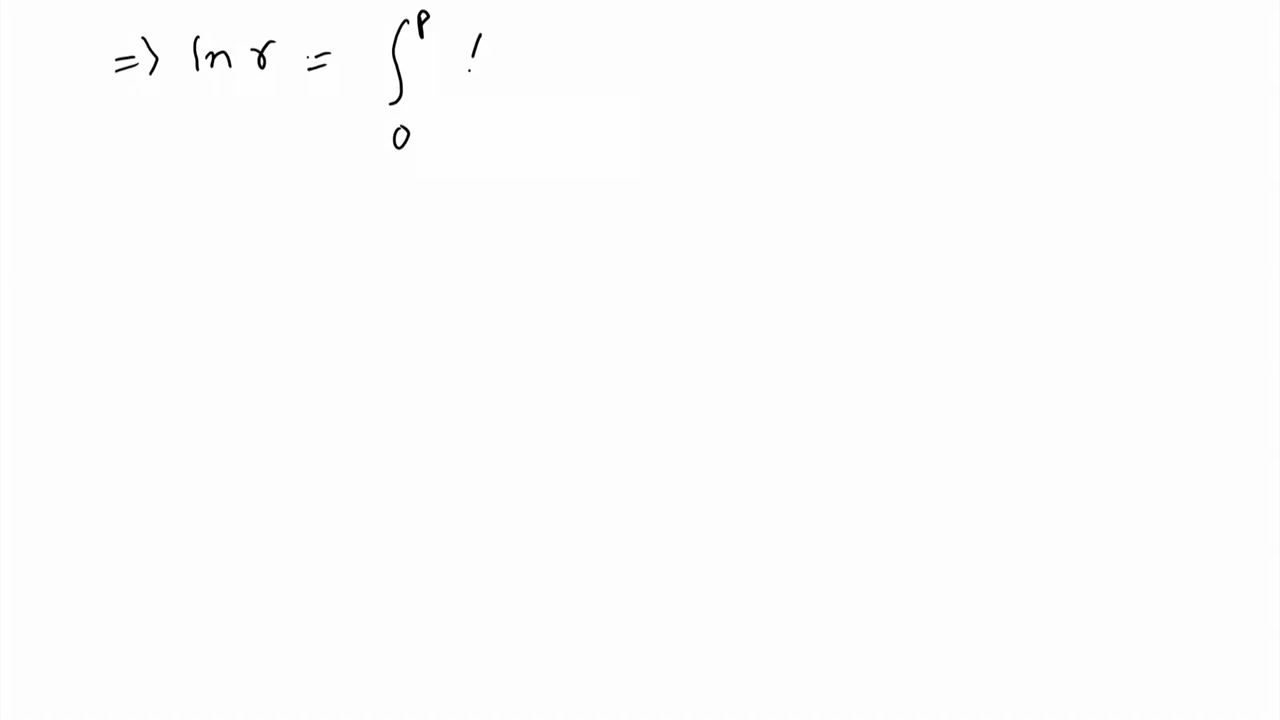 => ln r = ∫₀ᴾ